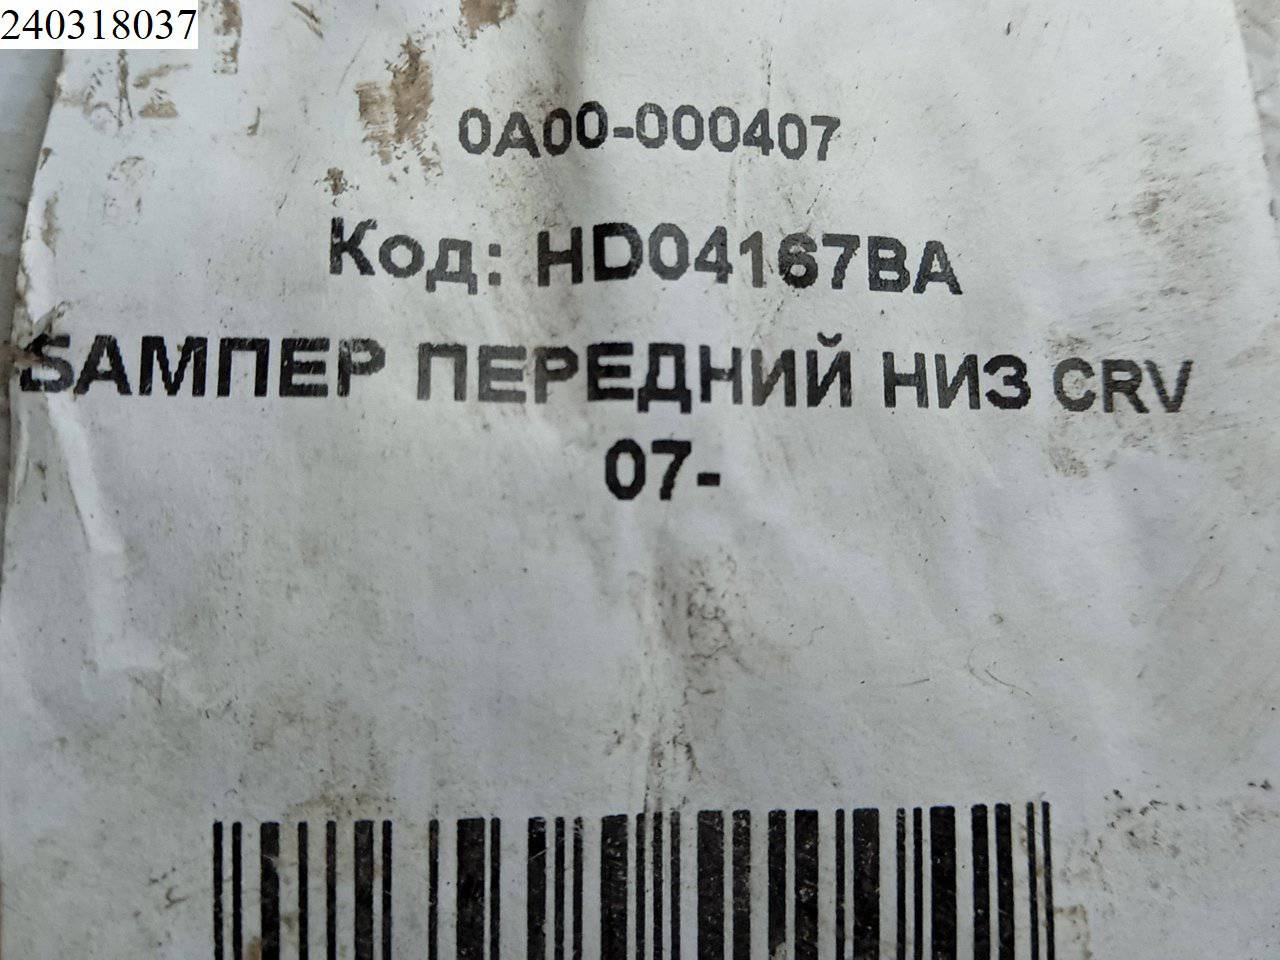 240318037
0A00-000407
Код: HD04167BA
БАМПЕР ПЕРЕДНИЙ НИЗ CRV
07-